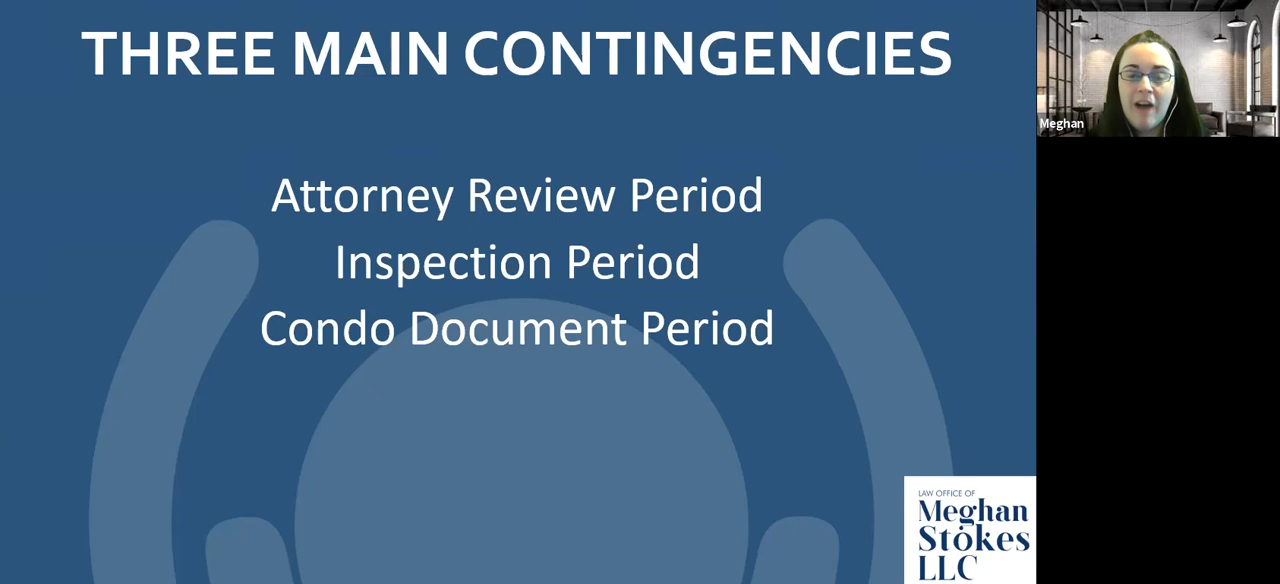 THREE MAIN CONTINGENCIES
Attorney Review Period
Inspection Period
Condo Document Period
Meghan
LAW OFFICE OF
Meghan
Stokes
LLC